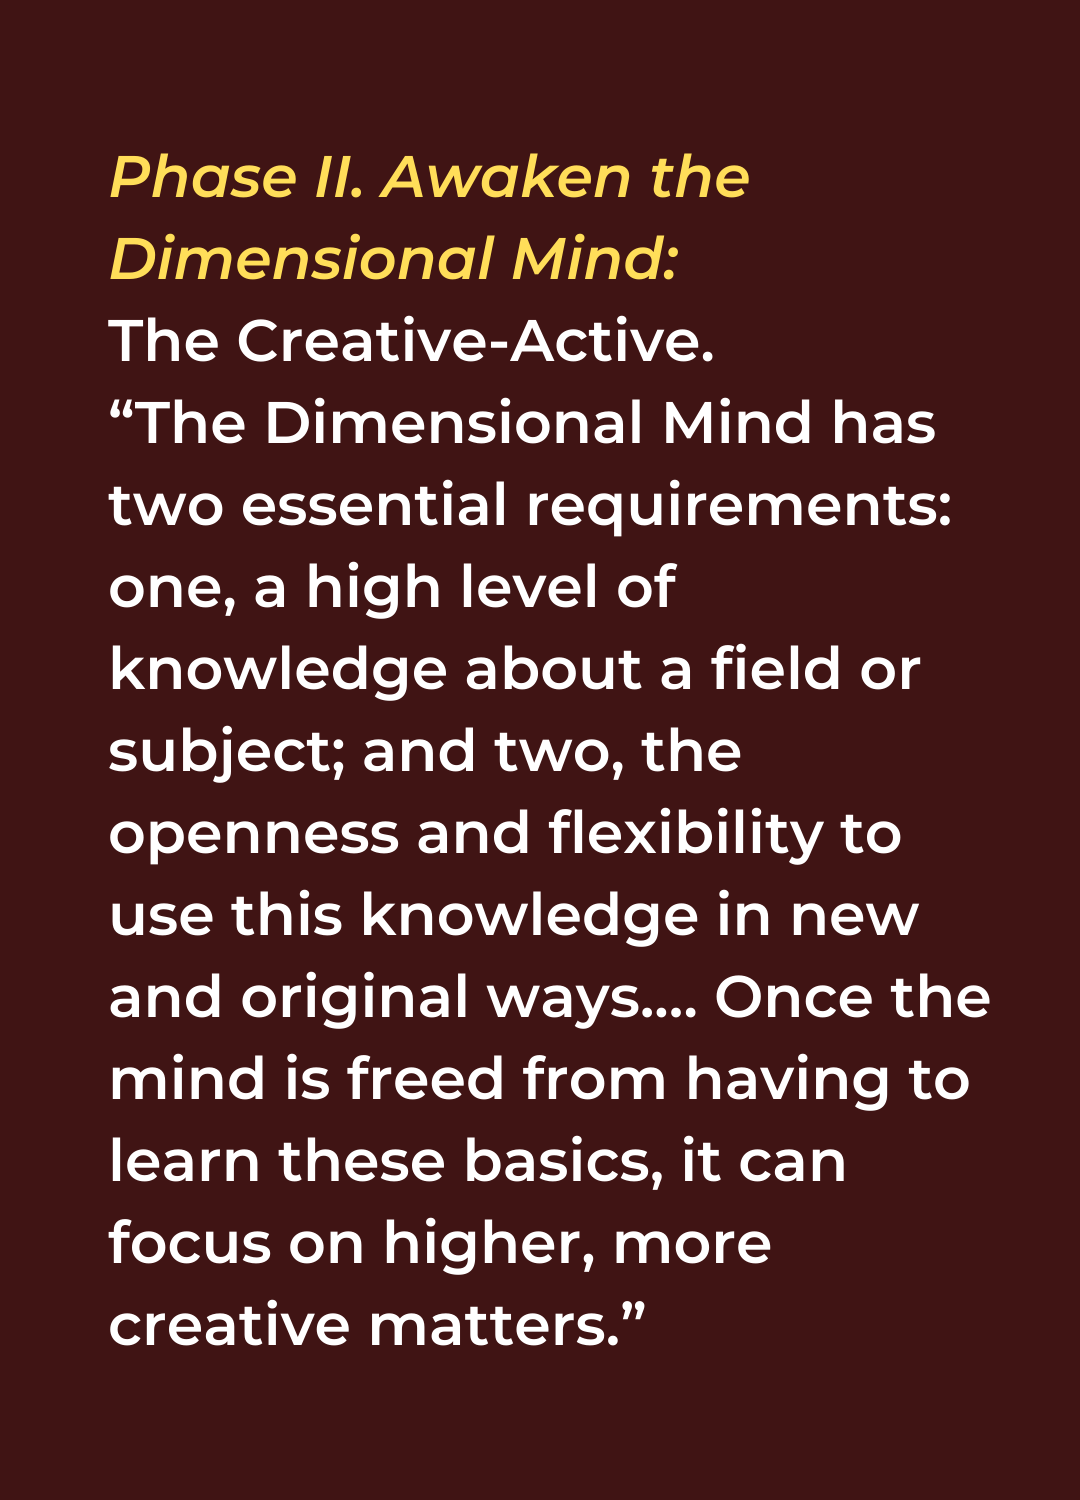 Phase II. Awaken the
Dimensional Mind:
The Creative-Active.
“The Dimensional Mind has
two essential requirements:
one, a high level of
knowledge about a field or
subject; and two, the
openness and flexibility to
use this knowledge in new
and original ways.... Once the
mind is freed from having to
learn these basics, it can
focus on higher, more
creative matters.”